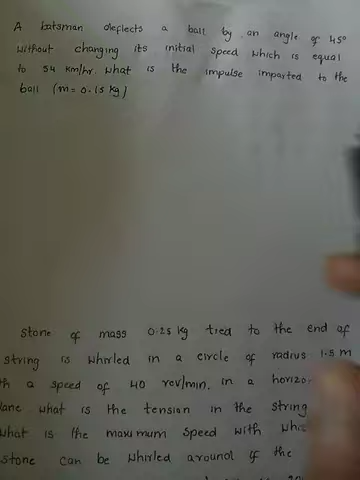 A batsman deflects a ball by an angle of 45°
without changing its initial speed which is equal
to 54 km/hr. what is the impulse imparted to the
ball (m = 0.15 kg)
Stone of mass 0.25 kg tied to the end of
string is whirled in a circle of radius 1.5 m
th a speed of 40 rev/min. in a horizo
lane what is the tension in the string
what is the maximum speed with
stone can be whirled around if the